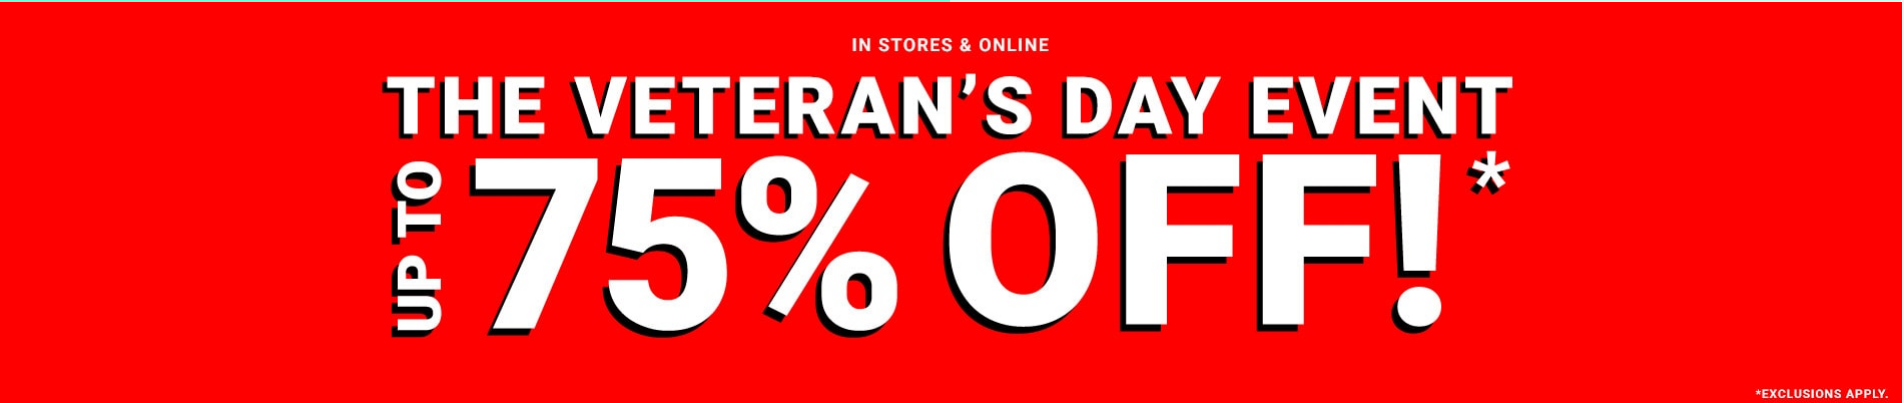 IN STORES & ONLINE
THE VETERAN’S DAY EVENT
UP TO
75% OFF!*
*EXCLUSIONS APPLY.